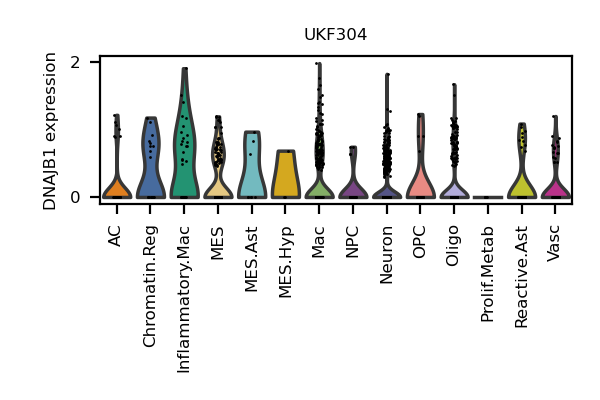 UKF304
DNAJB1 expression
2
0
AC
Chromatin.Reg
Inflammatory.Mac
MES
MES.Ast
MES.Hyp
Mac
NPC
Neuron
OPC
Oligo
Prolif.Metab
Reactive.Ast
Vasc